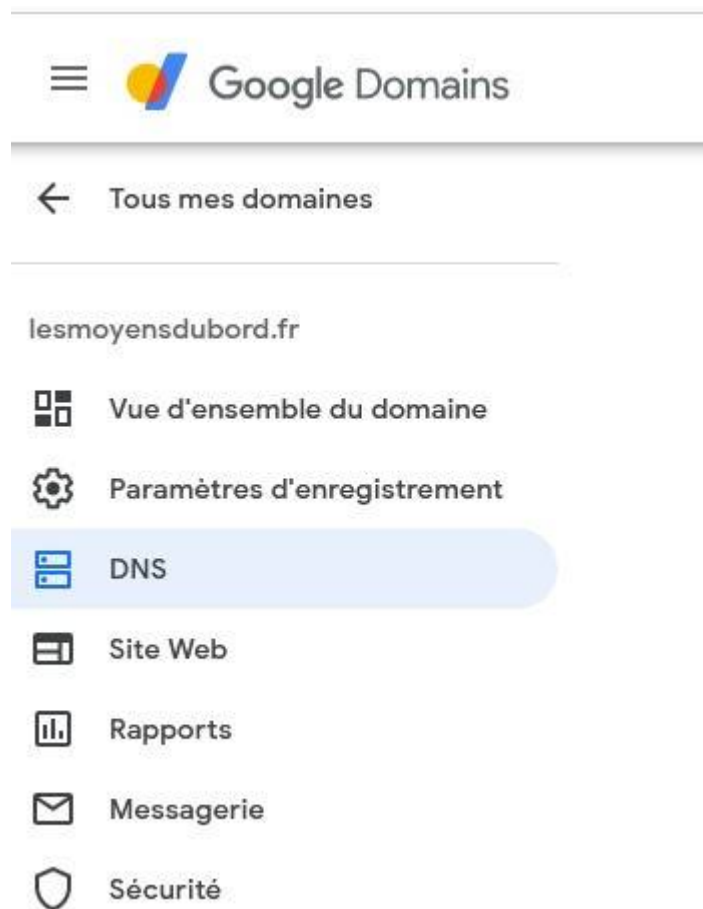 Google Domains
Tous mes domaines
lesmoyensdubord.fr
Vue d'ensemble du domaine
Paramètres d'enregistrement
DNS
Site Web
Rapports
Messagerie
Sécurité